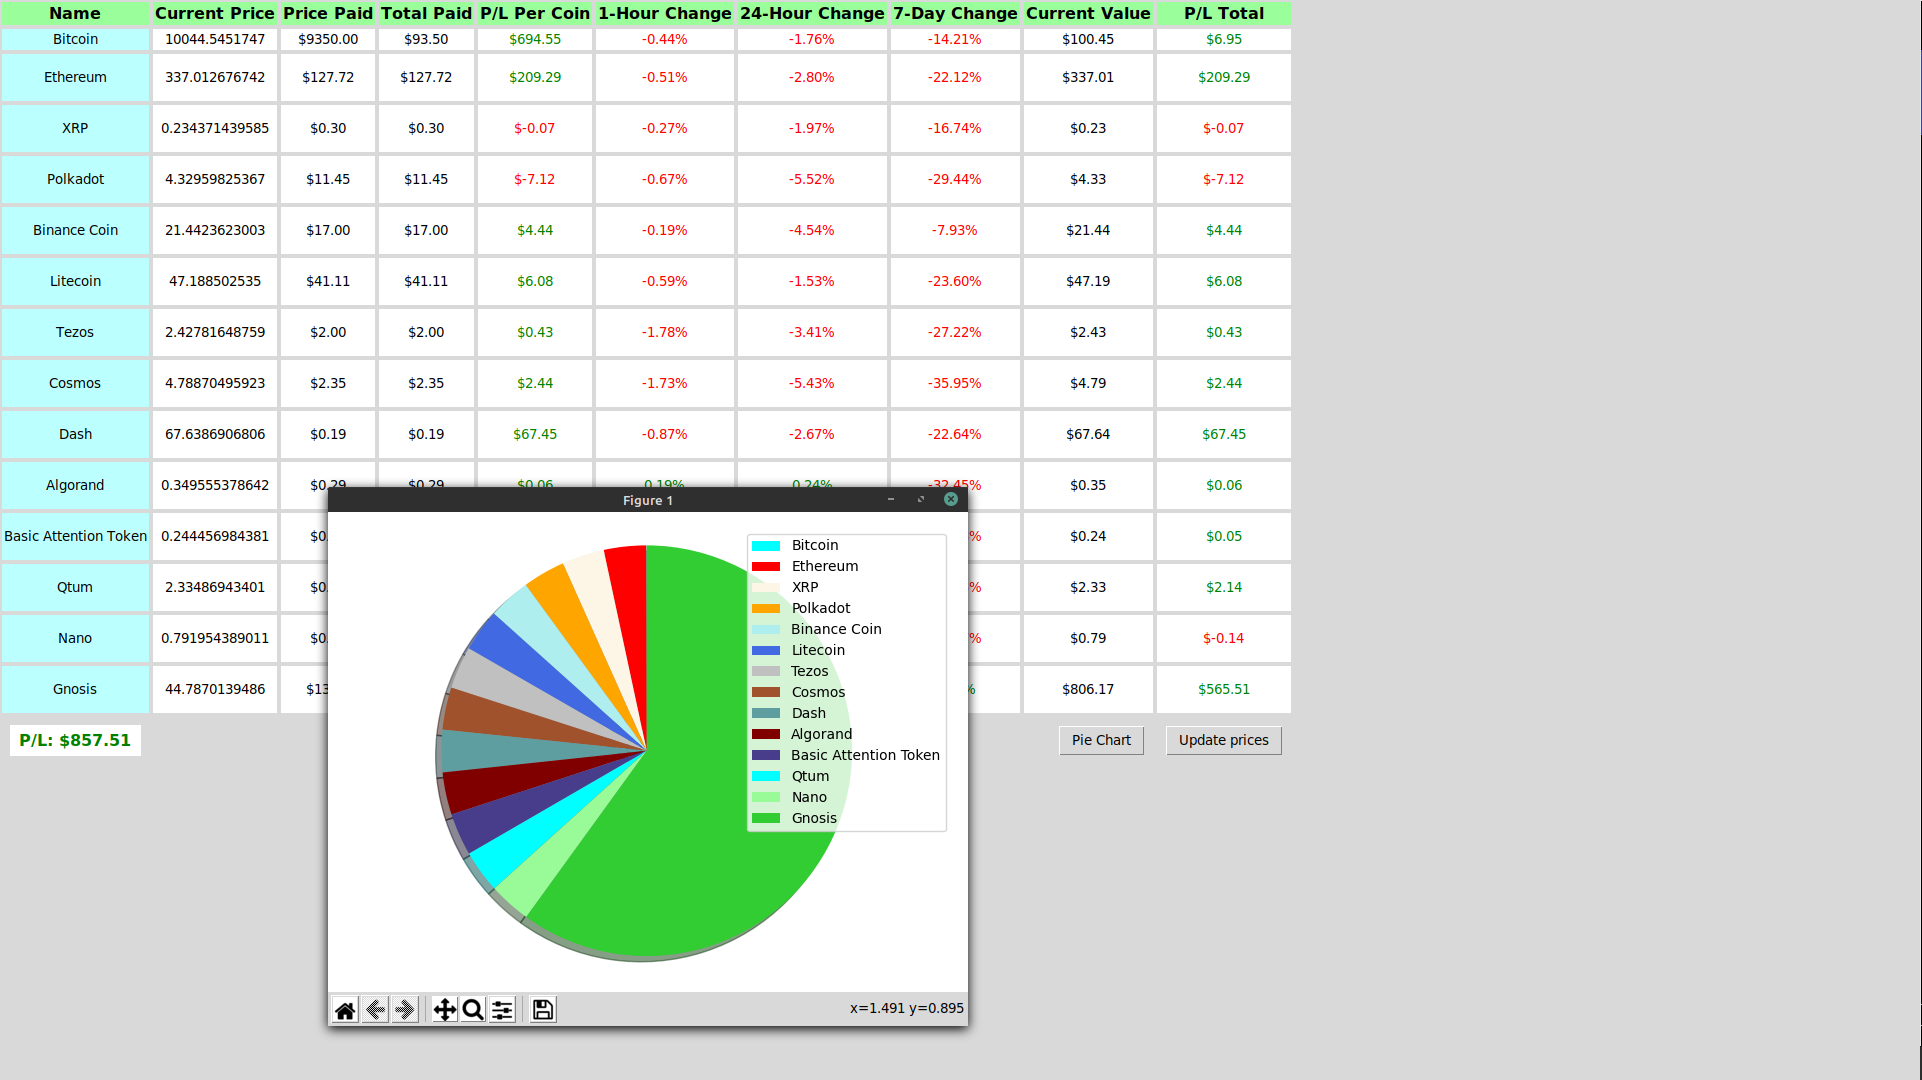 Name Current Price Price Paid Total Paid P/L Per Coin 1-Hour Change 24-Hour Change 7-Day Change Current Value P/L Total
Bitcoin 10044.5451747 $9350.00 $93.50 $694.55 -0.44% -1.76% -14.21% $100.45 $6.95
Ethereum 337.012676742 $127.72 $127.72 $209.29 -0.51% -2.80% -22.12% $337.01 $209.29
XRP 0.234371439585 $0.30 $0.30 $-0.07 -0.27% -1.97% -16.74% $0.23 $-0.07
Polkadot 4.32959825367 $11.45 $11.45 $-7.12 -0.67% -5.52% -29.44% $4.33 $-7.12
Binance Coin 21.4423623003 $17.00 $17.00 $4.44 -0.19% -4.54% -7.93% $21.44 $4.44
Litecoin 47.188502535 $41.11 $41.11 $6.08 -0.59% -1.53% -23.60% $47.19 $6.08
Tezos 2.42781648759 $2.00 $2.00 $0.43 -1.78% -3.41% -27.22% $2.43 $0.43
Cosmos 4.78870495923 $2.35 $2.35 $2.44 -1.73% -5.43% -35.95% $4.79 $2.44
Dash 67.6386906806 $0.19 $0.19 $67.45 -0.87% -2.67% -22.64% $67.64 $67.45
Algorand 0.349555378642 $0.29 $0.29 $0.06 0.19% 0.24% -32.45% $0.35 $0.06
Basic Attention Token 0.244456984381 $0. % $0.24 $0.05
Qtum 2.33486943401 $0. % $2.33 $2.14
Nano 0.791954389011 $0. % $0.79 $-0.14
Gnosis 44.7870139486 $13 % $806.17 $565.51
P/L: $857.51
Pie Chart
Update prices
Figure 1
Bitcoin
Ethereum
XRP
Polkadot
Binance Coin
Litecoin
Tezos
Cosmos
Dash
Algorand
Basic Attention Token
Qtum
Nano
Gnosis
x=1.491 y=0.895